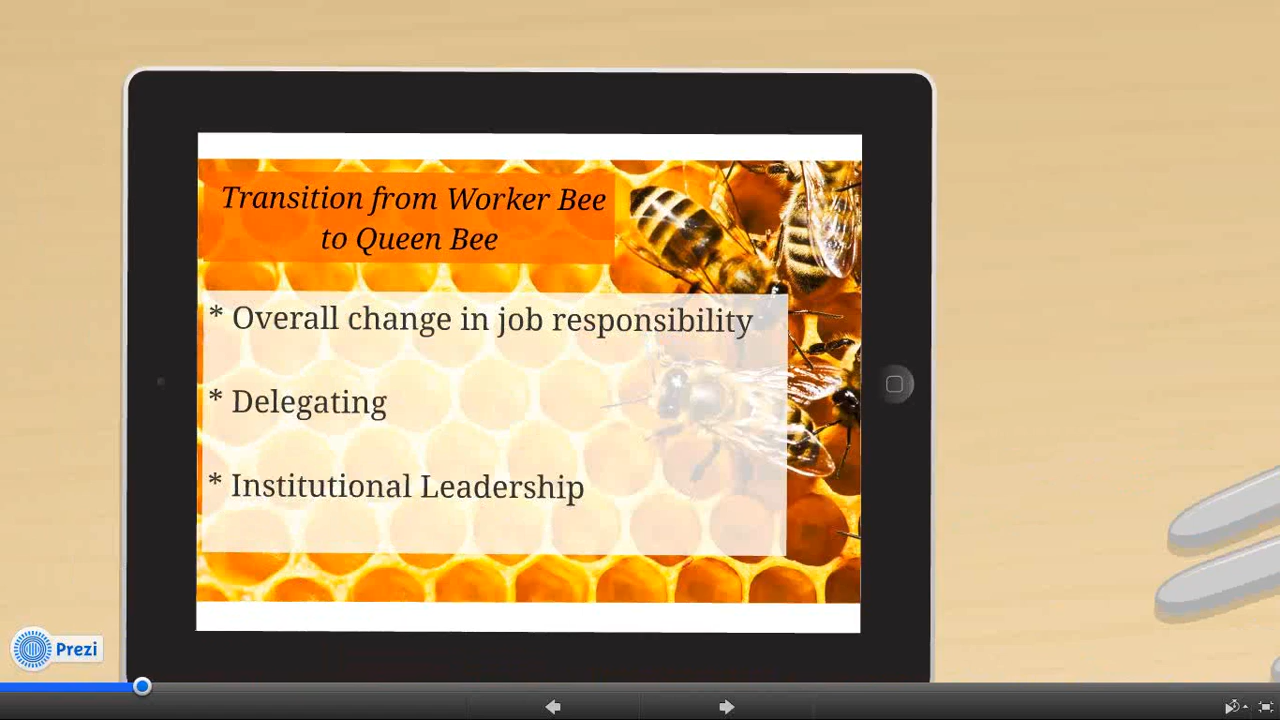 Transition from Worker Bee
to Queen Bee
* Overall change in job responsibility
* Delegating
* Institutional Leadership
Prezi